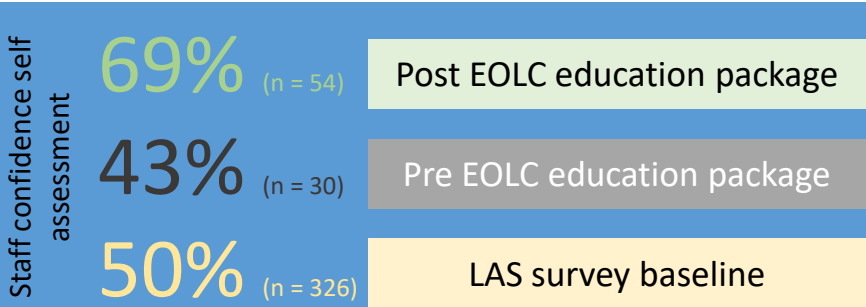 Staff confidence self
assessment
69% (n = 54)
Post EOLC education package
43% (n = 30)
Pre EOLC education package
50% (n = 326)
LAS survey baseline